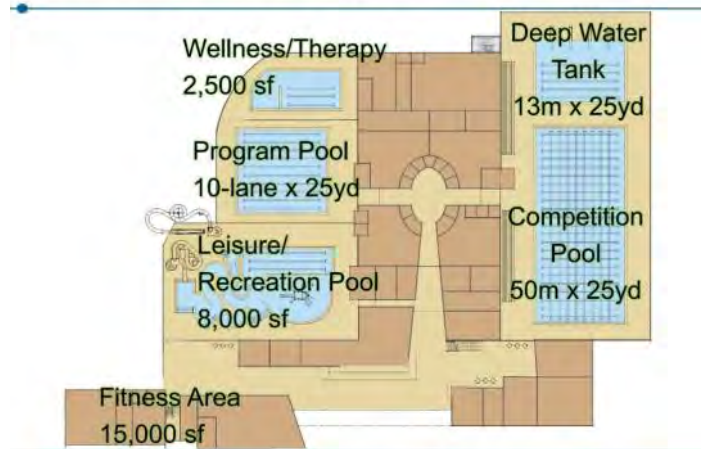 Wellness/Therapy
2,500 sf
Program Pool
10-lane x 25yd
Leisure/
Recreation Pool
8,000 sf
Fitness Area
15,000 sf
Deep Water
Tank
13m x 25yd
Competition
Pool
50m x 25yd